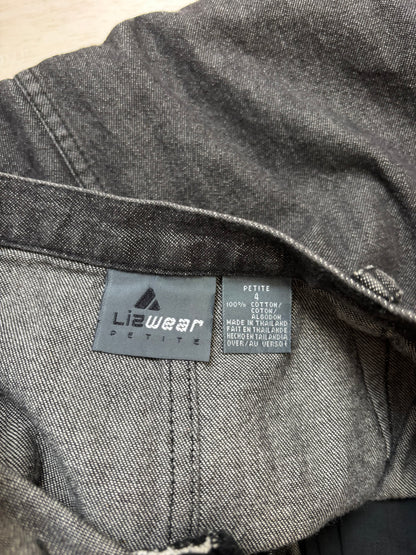 Lizwear
PETITE
PETITE
4
100% COTTON/
COTON/
ALGODON
MADE IN THAILAND
FAIT EN THAILANDE
HECHO EN TAILANDIA
OVER/AU VERSO